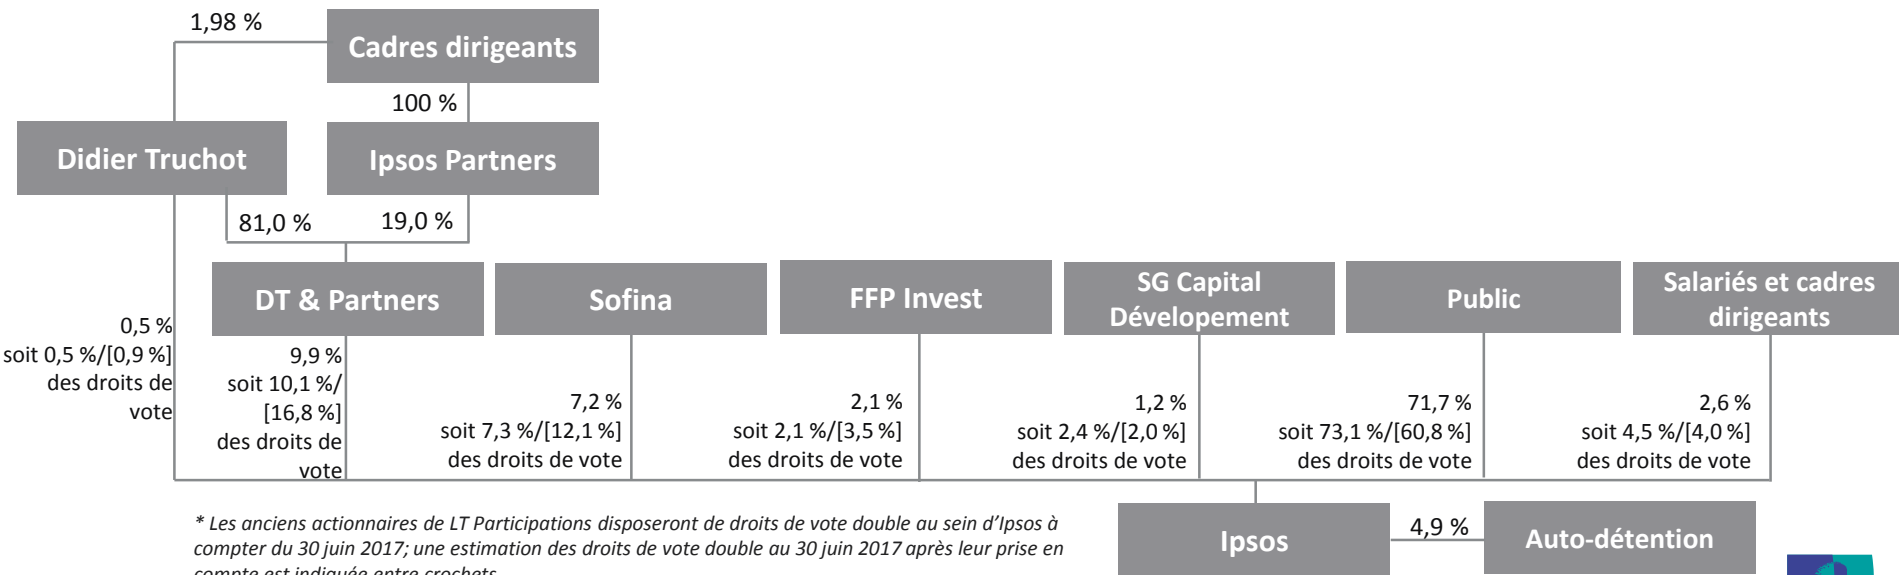 1,98 %
Cadres dirigeants
100 %
Didier Truchot
Ipsos Partners
81,0 %
19,0 %
DT & Partners
Sofina
FFP Invest
SG Capital
Dévelopement
Public
Salariés et cadres
dirigeants
0,5 %
soit 0,5 %/[0,9 %]
des droits de
vote
9,9 %
soit 10,1 %/
[16,8 %]
des droits de
vote
7,2 %
soit 7,3 %/[12,1 %]
des droits de vote
2,1 %
soit 2,1 %/[3,5 %]
des droits de vote
1,2 %
soit 2,4 %/[2,0 %]
des droits de vote
71,7 %
soit 73,1 %/[60,8 %]
des droits de vote
2,6 %
soit 4,5 %/[4,0 %]
des droits de vote
* Les anciens actionnaires de LT Participations disposeront de droits de vote double au sein d’Ipsos à
compter du 30 juin 2017; une estimation des droits de vote double au 30 juin 2017 après leur prise en
compte est indiquée entre crochets
Ipsos
4,9 %
Auto-détention